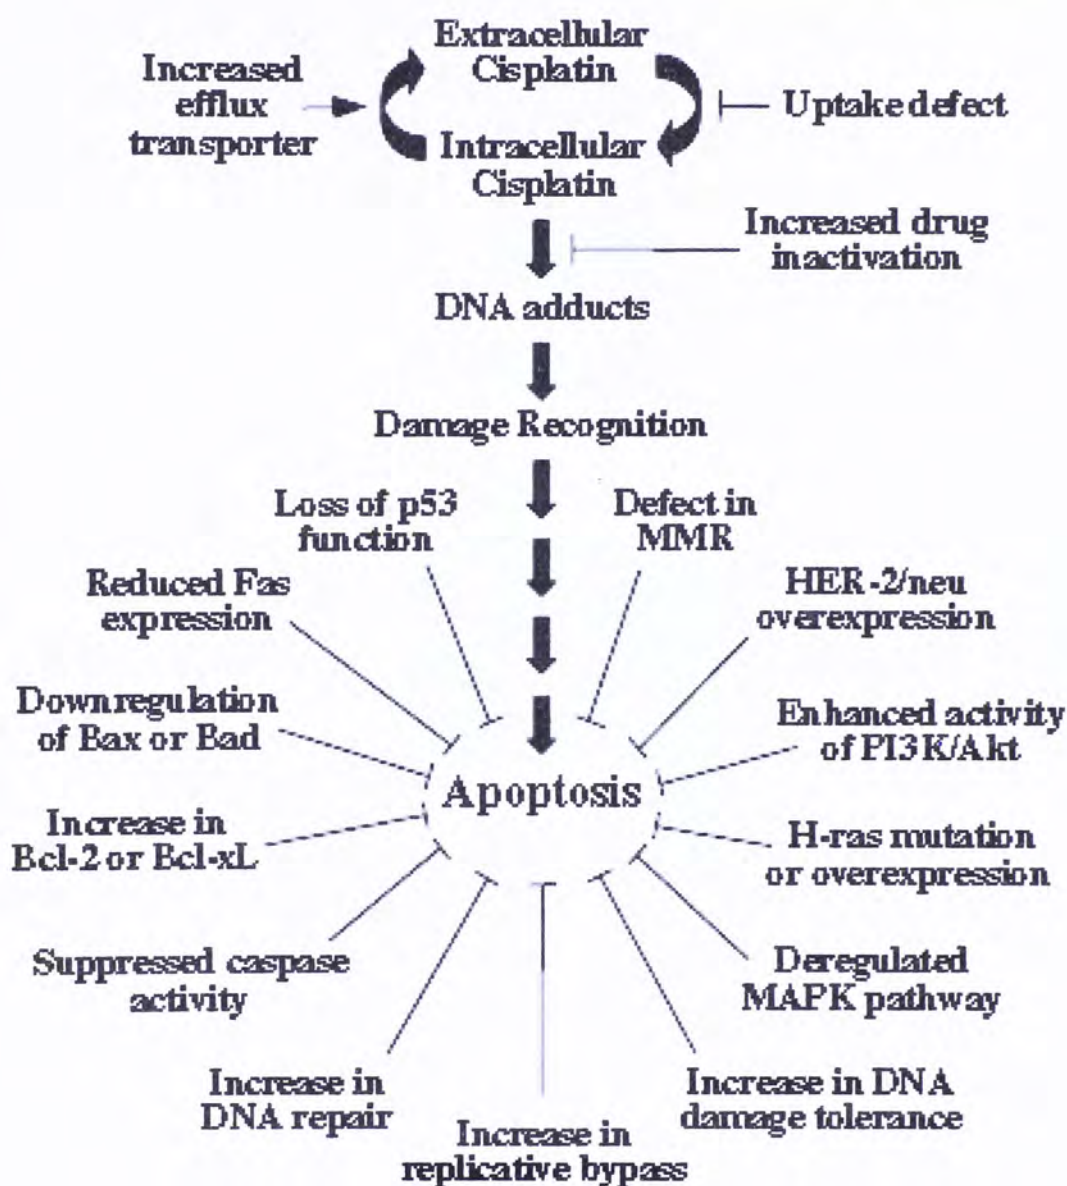 Extracellular
Cisplatin
Increased
efflux
transporter
Uptake defect
Intracellular
Cisplatin
Increased drug
inactivation
DNA adducts
Damage Recognition
Loss of p53
function
Defect in
MMR
Reduced Fas
expression
HER-2/neu
overexpression
Downregulation
of Bax or Bad
Enhanced activity
of PI3K/Akt
Apoptosis
Increase in
Bcl-2 or Bcl-xL
H-ras mutation
or overexpression
Suppressed caspase
activity
Deregulated
MAPK pathway
Increase in
DNA repair
Increase in DNA
damage tolerance
Increase in
replicative bypass